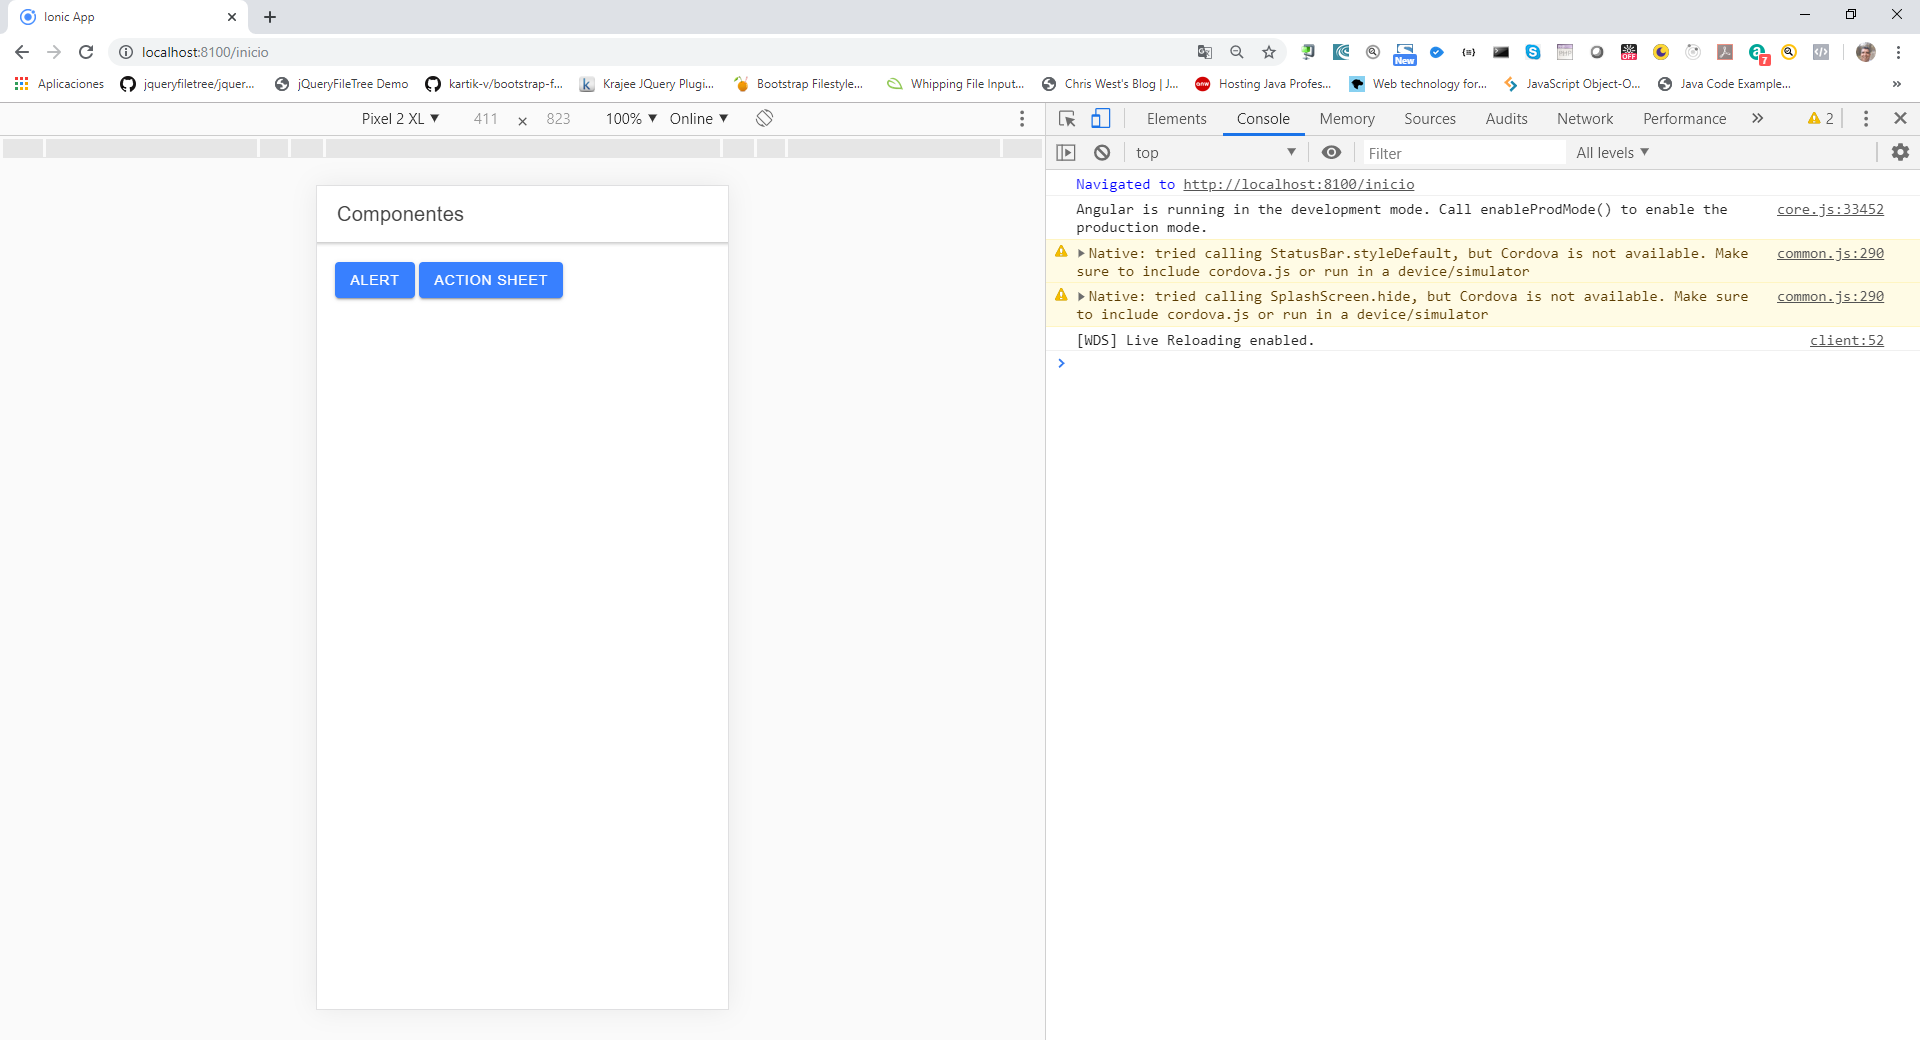 Ionic App
localhost:8100/inicio
New
OFF
7
Aplicaciones
jqueryfiletree/jquer...
jQueryFileTree Demo
kartik-v/bootstrap-f...
Krajee JQuery Plugi...
Bootstrap Filestyle...
Whipping File Input...
Chris West's Blog | J...
Hosting Java Profes...
Web technology for...
JavaScript Object-O...
Java Code Example...
Pixel 2 XL 411 × 823 100% Online
Elements Console Memory Sources Audits Network Performance 2
top Filter All levels
Componentes
ALERT ACTION SHEET
Navigated to http://localhost:8100/inicio
Angular is running in the development mode. Call enableProdMode() to enable the core.js:33452
production mode.
Native: tried calling StatusBar.styleDefault, but Cordova is not available. Make common.js:290
sure to include cordova.js or run in a device/simulator
Native: tried calling SplashScreen.hide, but Cordova is not available. Make sure common.js:290
to include cordova.js or run in a device/simulator
[WDS] Live Reloading enabled. client:52